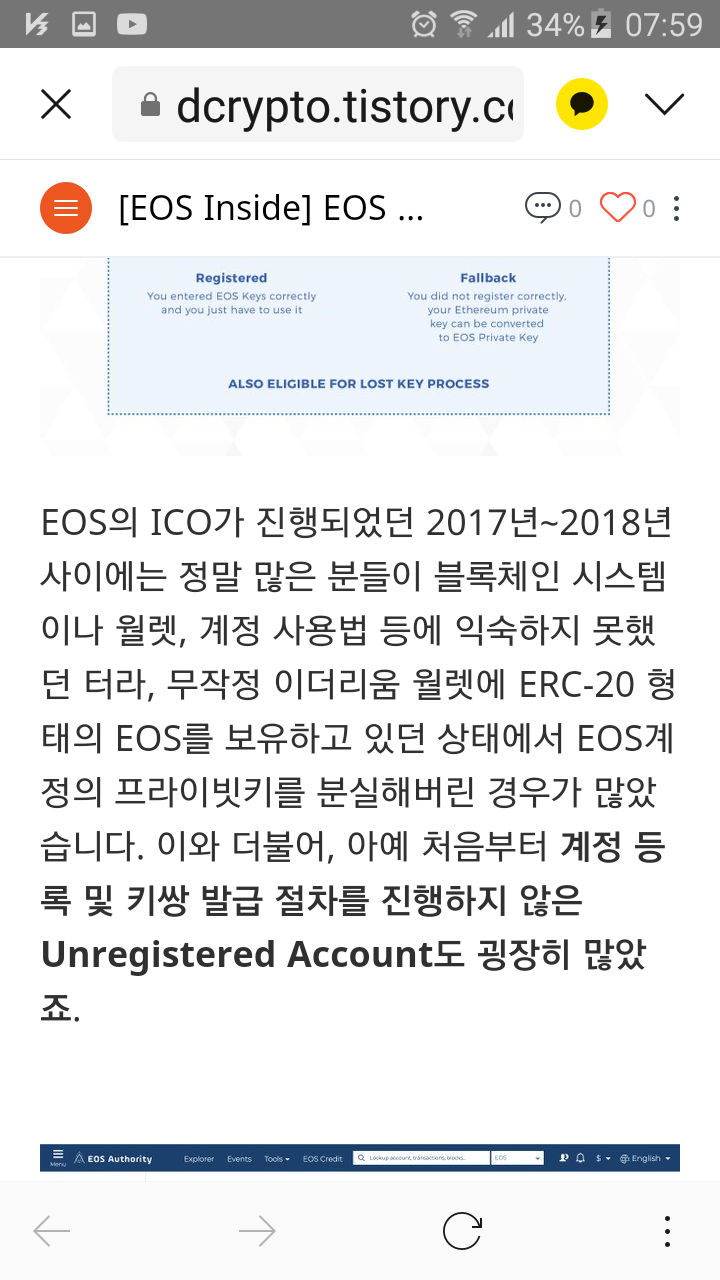 V3 34% 07:59
dcrypto.tistory.c
[EOS Inside] EOS ... 0 0
Registered Fallback
You entered EOS Keys correctly
and you just have to use it
You did not register correctly,
your Ethereum private
key can be converted
to EOS Private Key
ALSO ELIGIBLE FOR LOST KEY PROCESS
EOS의 ICO가 진행되었던 2017년~2018년
사이에는 정말 많은 분들이 블록체인 시스템
이나 월렛, 계정 사용법 등에 익숙하지 못했
던 터라, 무작정 이더리움 월렛에 ERC-20 형
태의 EOS를 보유하고 있던 상태에서 EOS계
정의 프라이빗키를 분실해버린 경우가 많았
습니다. 이와 더불어, 아예 처음부터 계정 등
록 및 키쌍 발급 절차를 진행하지 않은
Unregistered Account도 굉장히 많았
죠.
Menu EOS Authority Explorer Events Tools EOS Credit Lookup account, transactions, blocks... EOS $ English